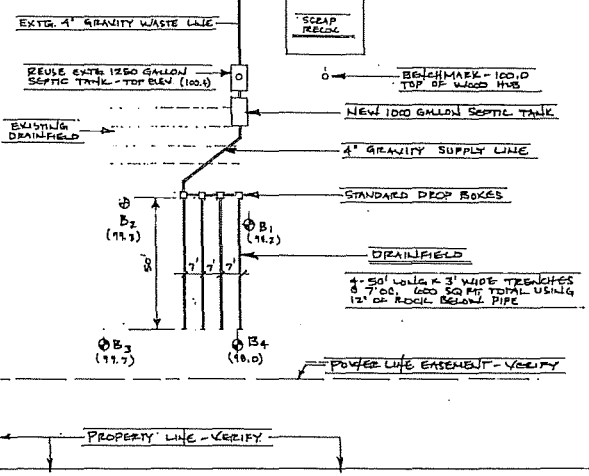 EXTG. 4" GRAVITY WASTE LINE
SCRAP
RELOC
REUSE EXTG 1250 GALLON
SEPTIC TANK - TOP ELEV (100.4)
BENCHMARK - 100.0
TOP OF WOOD HUB
NEW 1000 GALLON SEPTIC TANK
EXISTING
DRAINFIELD
4" GRAVITY SUPPLY LINE
STANDARD DROP BOXES
B2
(99.3)
B1
(98.2)
50'
7' 7' 7'
DRAINFIELD
4-50' LONG x 3' WIDE TRENCHES
@ 7' OC. 600 SQ FT. TOTAL USING
12" OF ROCK BELOW PIPE
B3
(99.7)
B4
(98.0)
POWER LINE EASEMENT - VERIFY
PROPERTY LINE - VERIFY